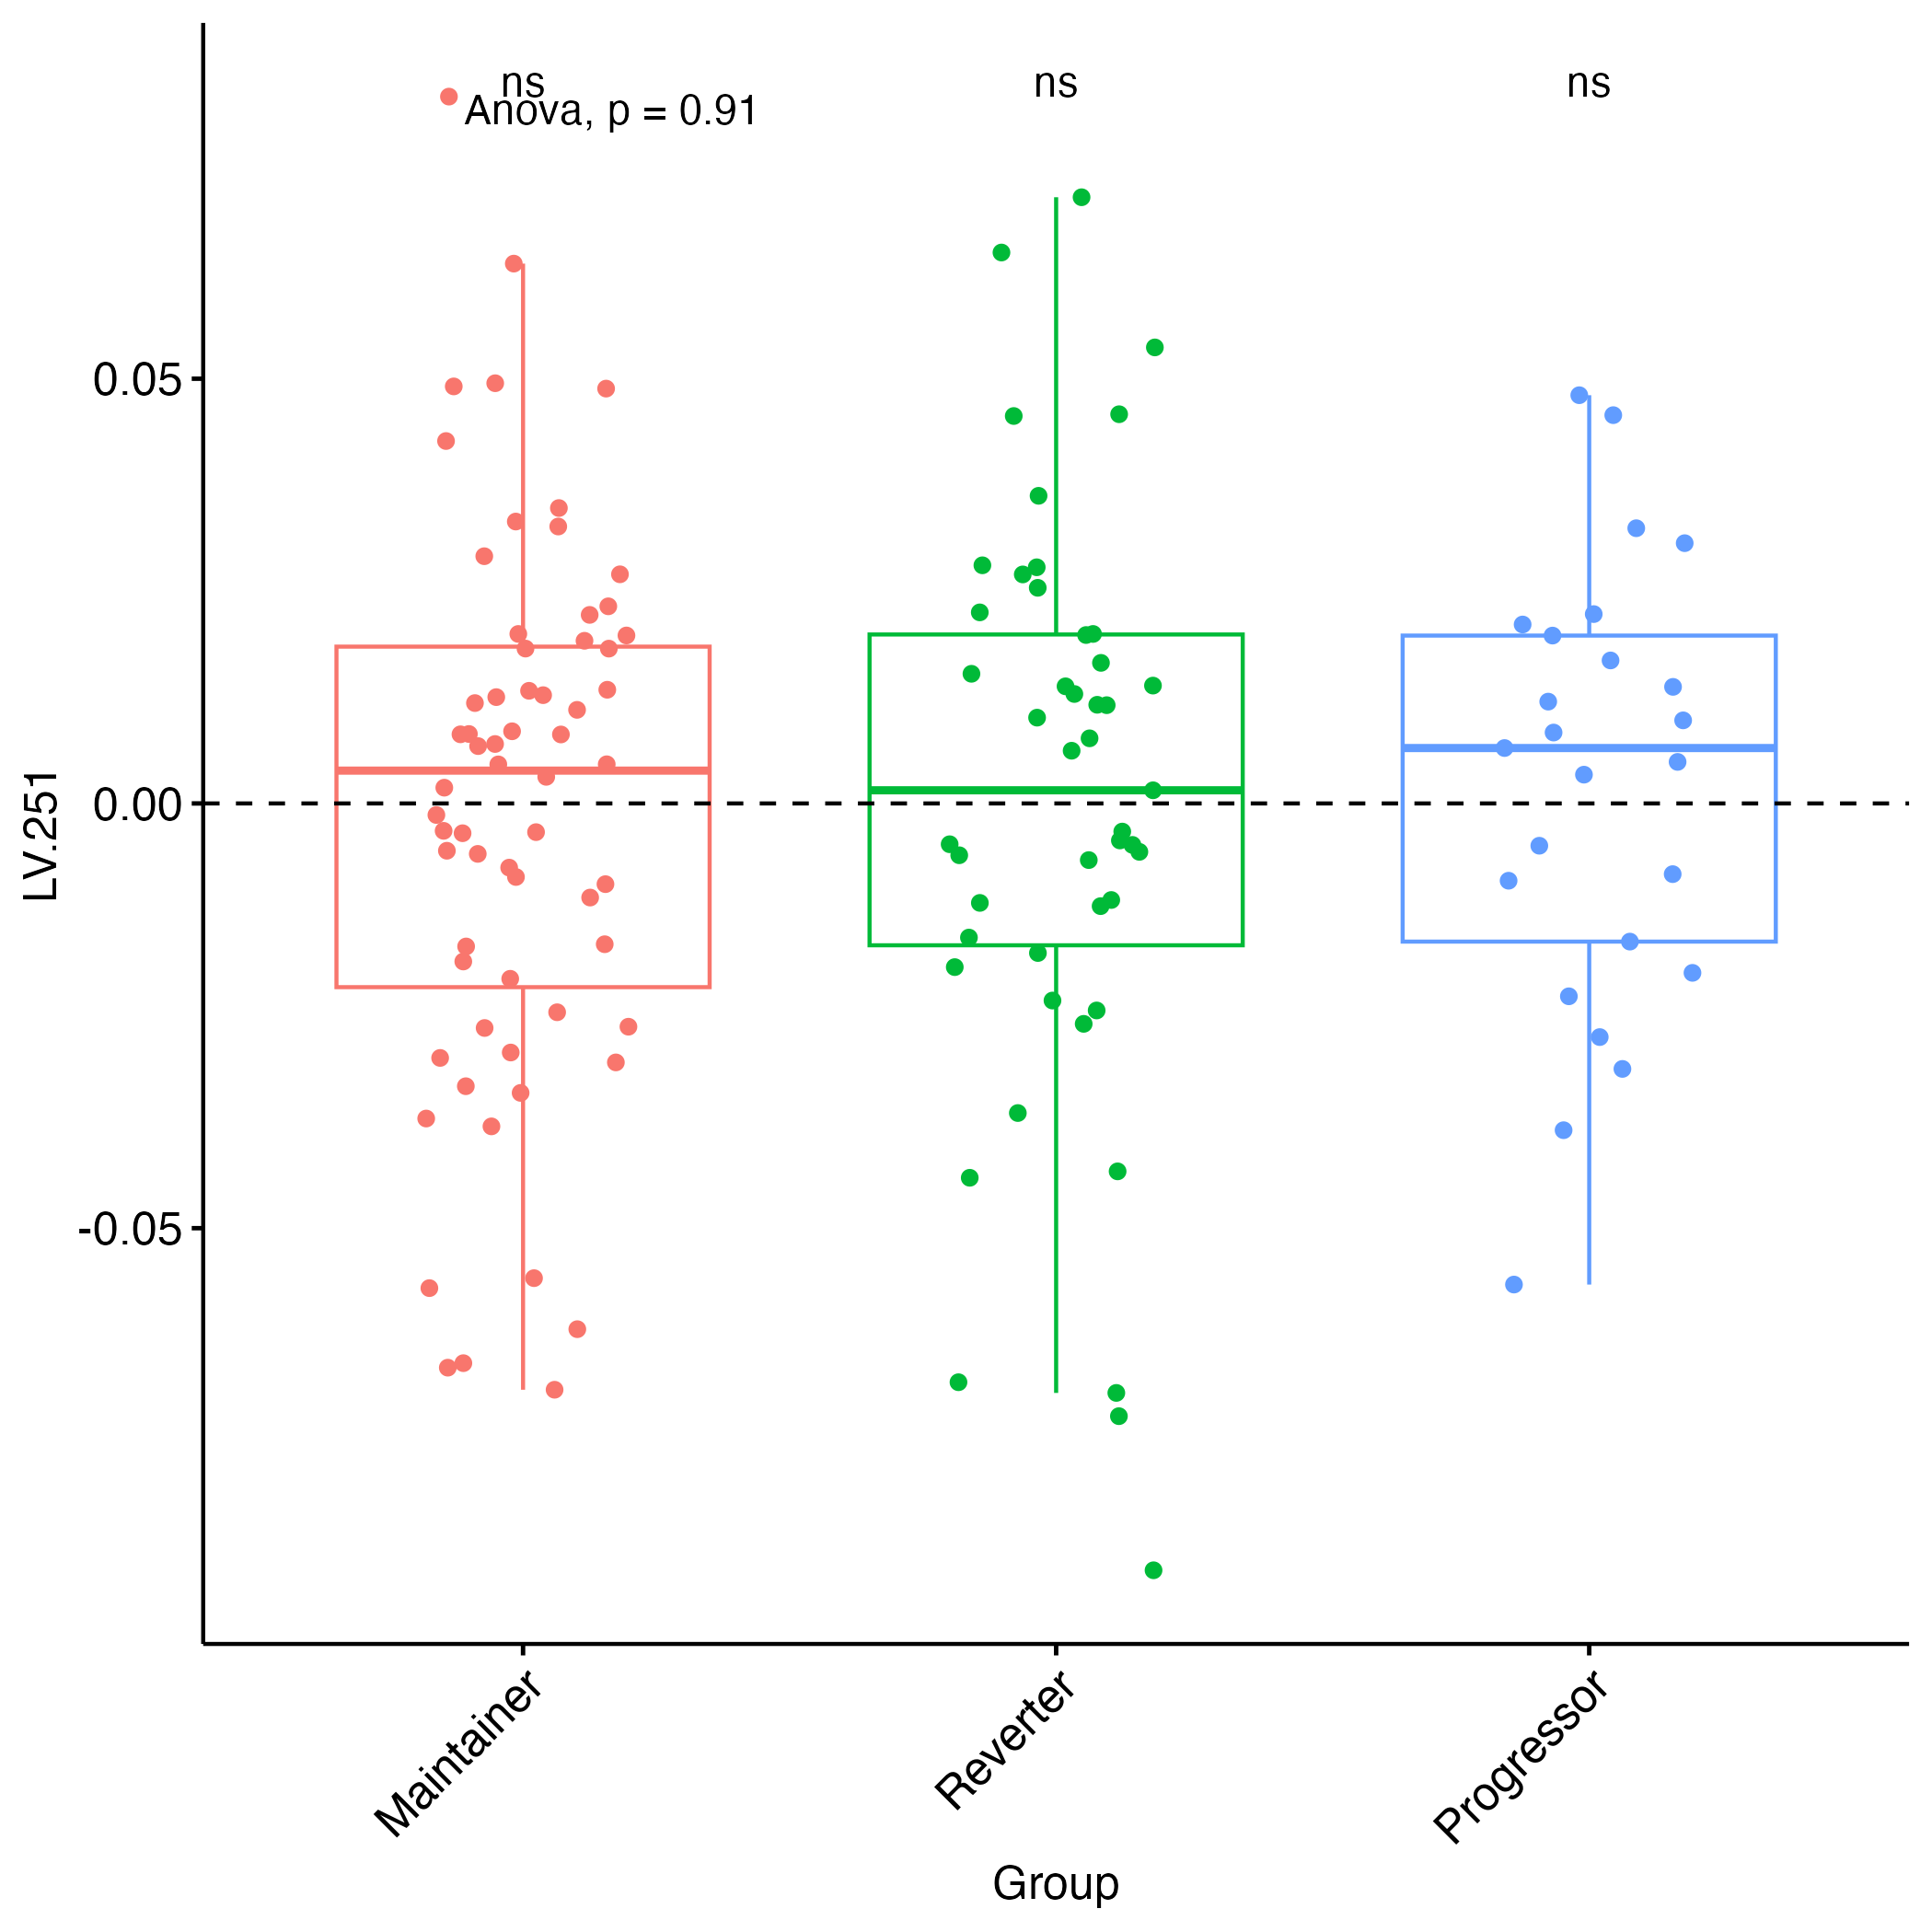 ns
ns
ns
Anova, p = 0.91
0.05
0.00
-0.05
LV.251
Maintainer
Reverter
Progressor
Group